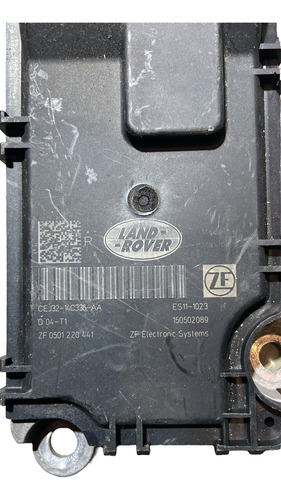 R
LAND
-ROVER
ZF
CEJ32-14C336-AA
ES11-1023
D 04-T1
150502089
ZF 0501 220 441
ZF Electronic Systems